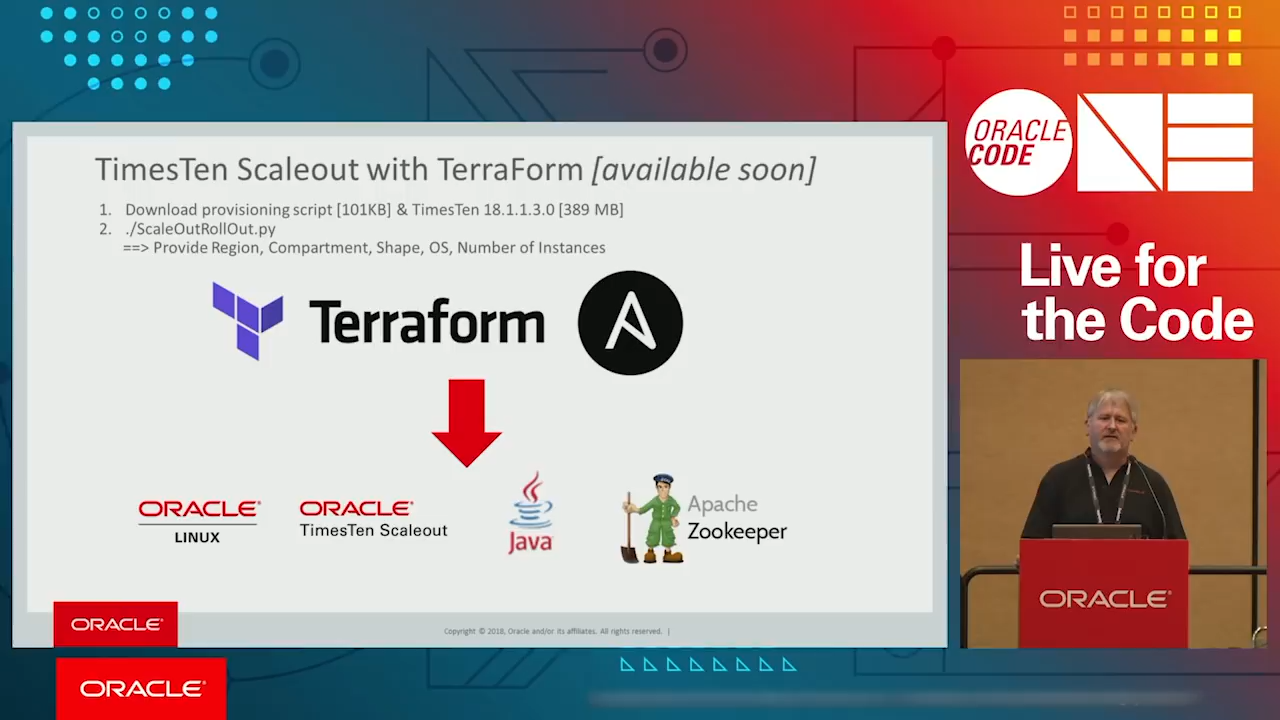 TimesTen Scaleout with TerraForm [available soon]
1. Download provisioning script [101KB] & TimesTen 18.1.1.3.0 [389 MB]
2. ./ScaleOutRollOut.py
==> Provide Region, Compartment, Shape, OS, Number of Instances
Terraform
ORACLE®
LINUX
ORACLE®
TimesTen Scaleout
Java
Apache
Zookeeper
ORACLE®
Copyright © 2018, Oracle and/or its affiliates. All rights reserved. |
ORACLE®
ORACLE
CODE
ONE
Live for
the Code
ORACLE®